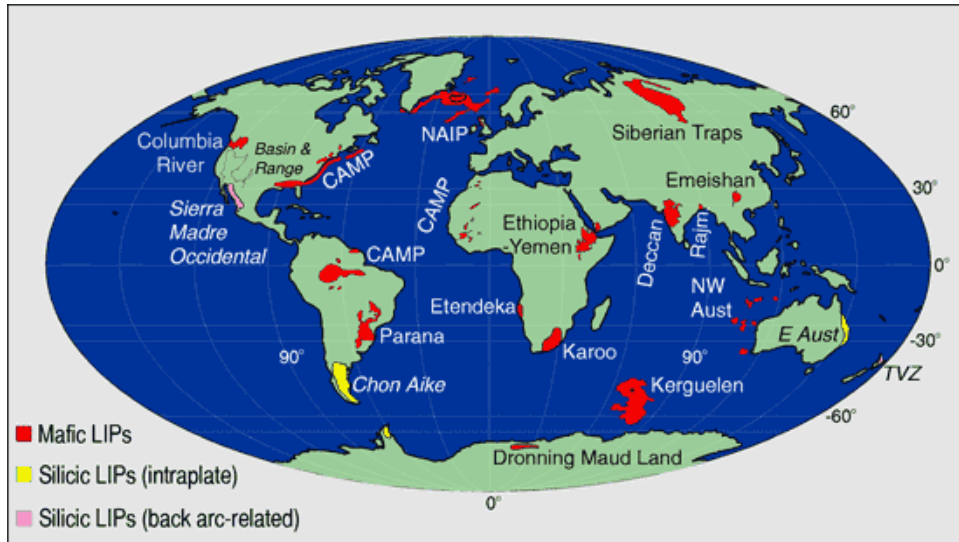 60°
NAIP
Siberian Traps
Columbia
River
Basin &
Range
CAMP
Emeishan
30°
Sierra
Madre
Occidental
CAMP
Ethiopia
-Yemen
Deccan
Rajm
CAMP
0°
NW
Aust
Etendeka
Parana
Karoo
E Aust
-30°
90°
90°
Chon Aike
Kerguelen
TVZ
-60°
Mafic LIPs
Dronning Maud Land
Silicic LIPs (intraplate)
0°
Silicic LIPs (back arc-related)